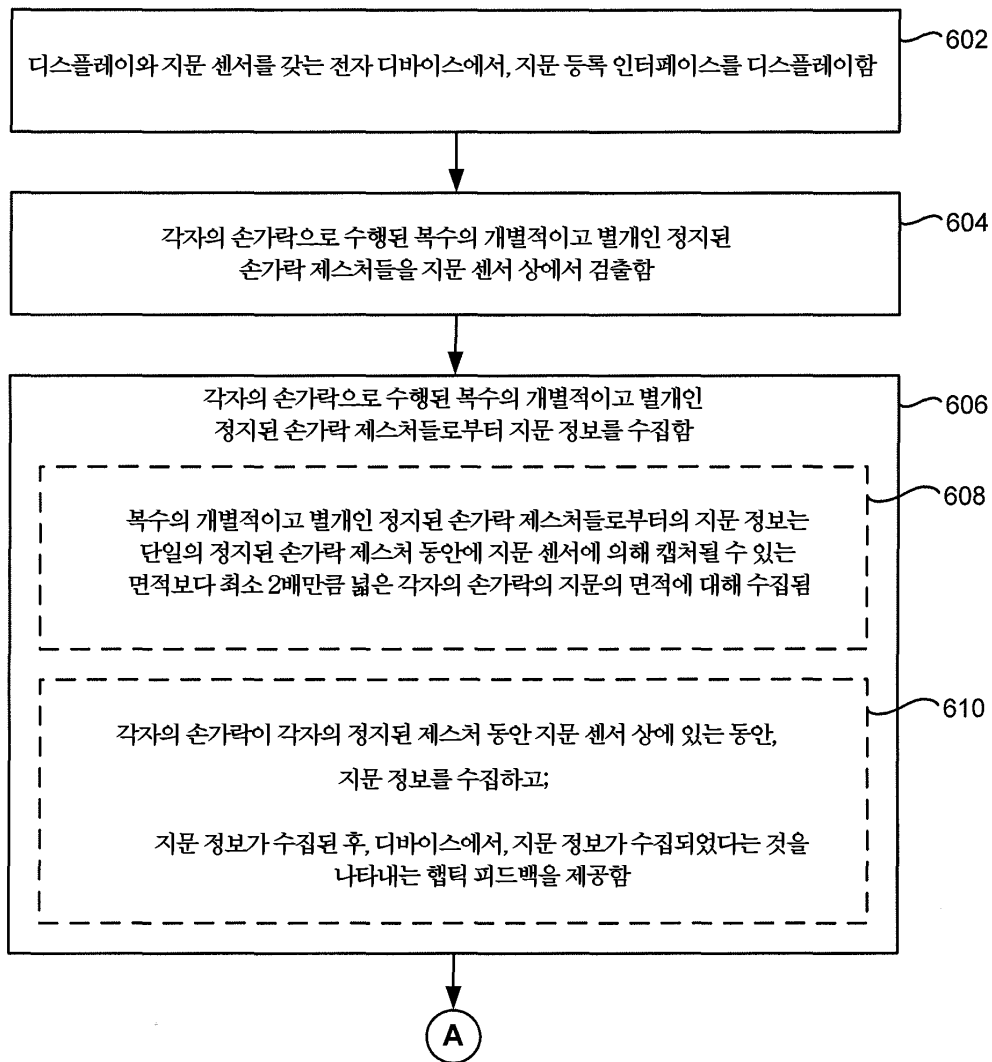 디스플레이와 지문 센서를 갖는 전자 디바이스에서, 지문 등록 인터페이스를 디스플레이함
602
각자의 손가락으로 수행된 복수의 개별적이고 별개인 정지된
손가락 제스처들을 지문 센서 상에서 검출함
604
각자의 손가락으로 수행된 복수의 개별적이고 별개인
정지된 손가락 제스처들로부터 지문 정보를 수집함
606
복수의 개별적이고 별개인 정지된 손가락 제스처들로부터의 지문 정보는
단일의 정지된 손가락 제스처 동안에 지문 센서에 의해 캡처될 수 있는
면적보다 최소 2배만큼 넓은 각자의 손가락의 지문의 면적에 대해 수집됨
608
각자의 손가락이 각자의 정지된 제스처 동안 지문 센서 상에 있는 동안,
지문 정보를 수집하고;
지문 정보가 수집된 후, 디바이스에서, 지문 정보가 수집되었다는 것을
나타내는 햅틱 피드백을 제공함
610
A